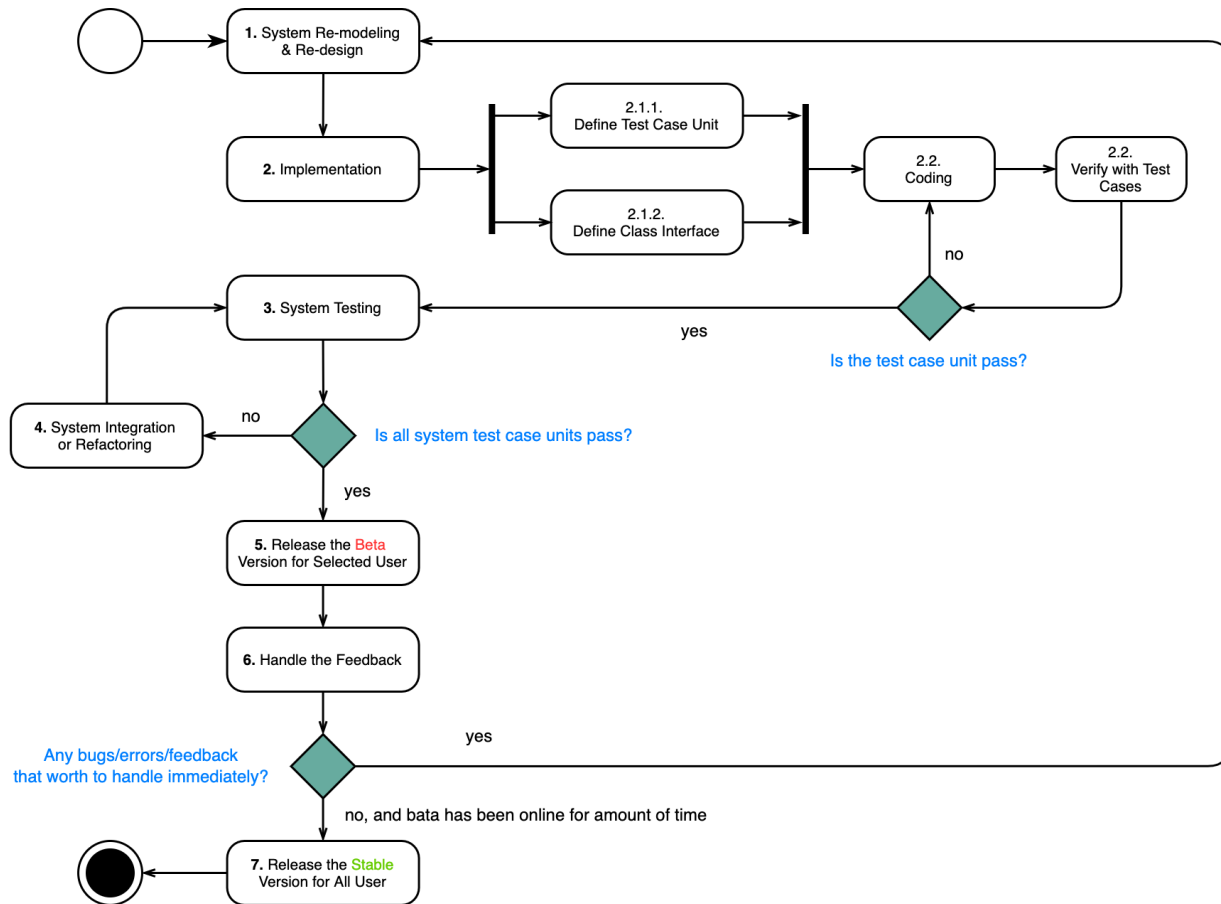 1. System Re-modeling
& Re-design
2. Implementation
2.1.1.
Define Test Case Unit
2.1.2.
Define Class Interface
2.2.
Coding
2.2.
Verify with Test
Cases
no
3. System Testing
yes
Is the test case unit pass?
4. System Integration
or Refactoring
no
Is all system test case units pass?
yes
5. Release the Beta
Version for Selected User
6. Handle the Feedback
Any bugs/errors/feedback
that worth to handle immediately?
yes
no, and bata has been online for amount of time
7. Release the Stable
Version for All User